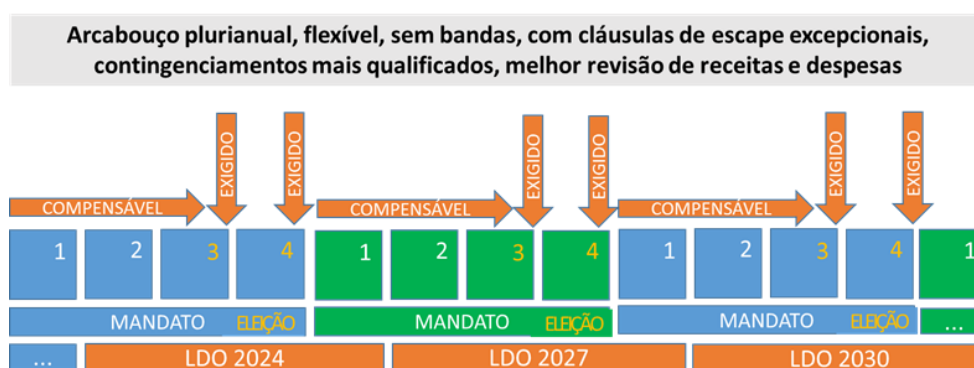 Arcabouço plurianual, flexível, sem bandas, com cláusulas de escape excepcionais,
contingenciamentos mais qualificados, melhor revisão de receitas e despesas
EXIGIDO EXIGIDO EXIGIDO EXIGIDO EXIGIDO EXIGIDO
COMPENSÁVEL COMPENSÁVEL COMPENSÁVEL
1 2 3 4 1 2 3 4 1 2 3 4 1
MANDATO ELEIÇÃO MANDATO ELEIÇÃO MANDATO ELEIÇÃO ...
... LDO 2024 LDO 2027 LDO 2030